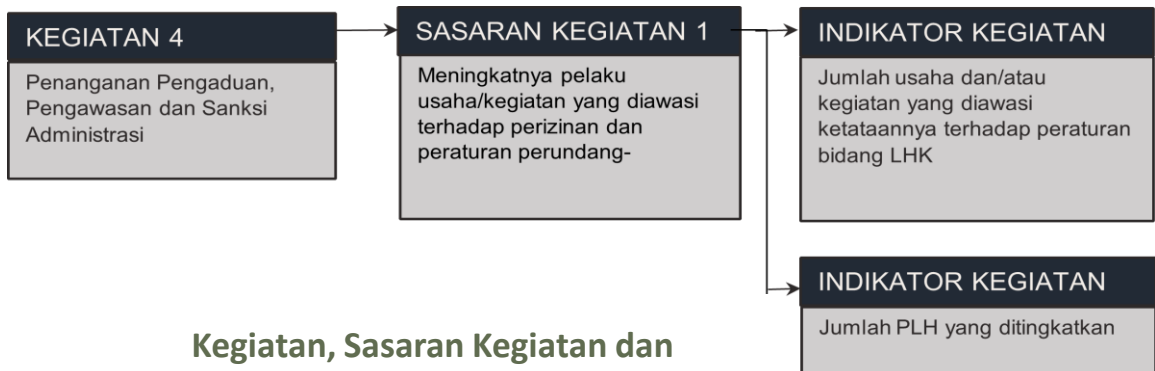 KEGIATAN 4
Penanganan Pengaduan,
Pengawasan dan Sanksi
Administrasi
SASARAN KEGIATAN 1
Meningkatnya pelaku
usaha/kegiatan yang diawasi
terhadap perizinan dan
peraturan perundang-
INDIKATOR KEGIATAN
Jumlah usaha dan/atau
kegiatan yang diawasi
ketataannya terhadap peraturan
bidang LHK
INDIKATOR KEGIATAN
Jumlah PLH yang ditingkatkan
Kegiatan, Sasaran Kegiatan dan